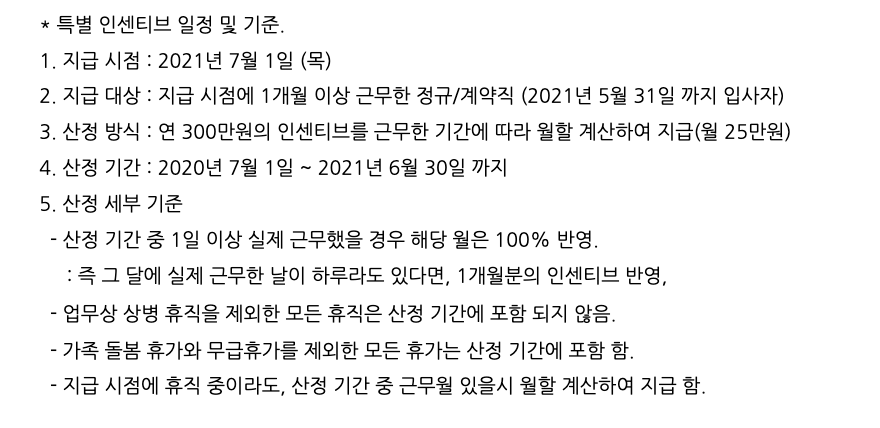 * 특별 인센티브 일정 및 기준.
1. 지급 시점 : 2021년 7월 1일 (목)
2. 지급 대상 : 지급 시점에 1개월 이상 근무한 정규/계약직 (2021년 5월 31일 까지 입사자)
3. 산정 방식 : 연 300만원의 인센티브를 근무한 기간에 따라 월할 계산하여 지급(월 25만원)
4. 산정 기간 : 2020년 7월 1일 ~ 2021년 6월 30일 까지
5. 산정 세부 기준
- 산정 기간 중 1일 이상 실제 근무했을 경우 해당 월은 100% 반영.
: 즉 그 달에 실제 근무한 날이 하루라도 있다면, 1개월분의 인센티브 반영,
- 업무상 상병 휴직을 제외한 모든 휴직은 산정 기간에 포함 되지 않음.
- 가족 돌봄 휴가와 무급휴가를 제외한 모든 휴가는 산정 기간에 포함 함.
- 지급 시점에 휴직 중이라도, 산정 기간 중 근무월 있을시 월할 계산하여 지급 함.